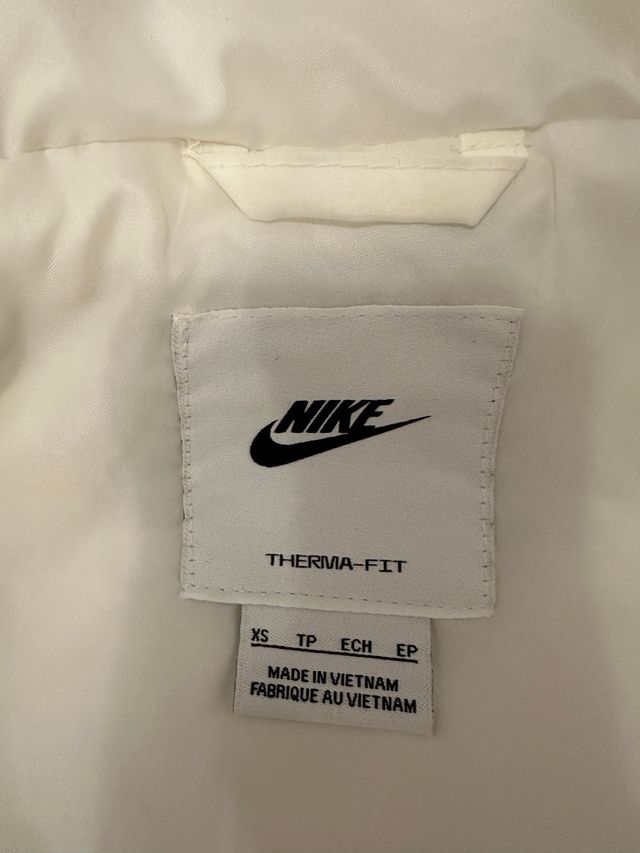 NIKE
THERMA-FIT
XS TP ECH EP
MADE IN VIETNAM
FABRIQUE AU VIETNAM